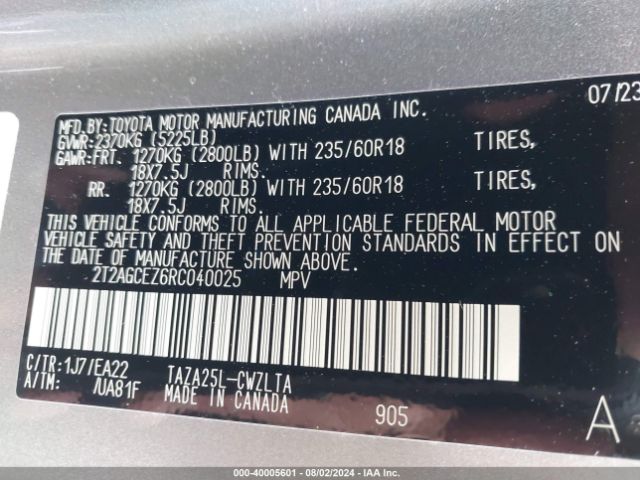 07/23
MFD.BY:TOYOTA MOTOR MANUFACTURING CANADA INC.
GVWR:2370KG (5225LB)
GAWR:FRT. 1270KG (2800LB) WITH 235/60R18 TIRES,
18X7.5J RIMS.
RR. 1270KG (2800LB) WITH 235/60R18 TIRES,
18X7.5J RIMS.
THIS VEHICLE CONFORMS TO ALL APPLICABLE FEDERAL MOTOR
VEHICLE SAFETY AND THEFT PREVENTION STANDARDS IN EFFECT ON
THE DATE OF MANUFACTURE SHOWN ABOVE.
2T2AGCEZ6RC040025 MPV
C/TR:1J7/EA22 TAZA25L-CWZLTA
A/TM: /UA81F MADE IN CANADA 905 A
000-40005601 - 08/02/2024 - IAA Inc.